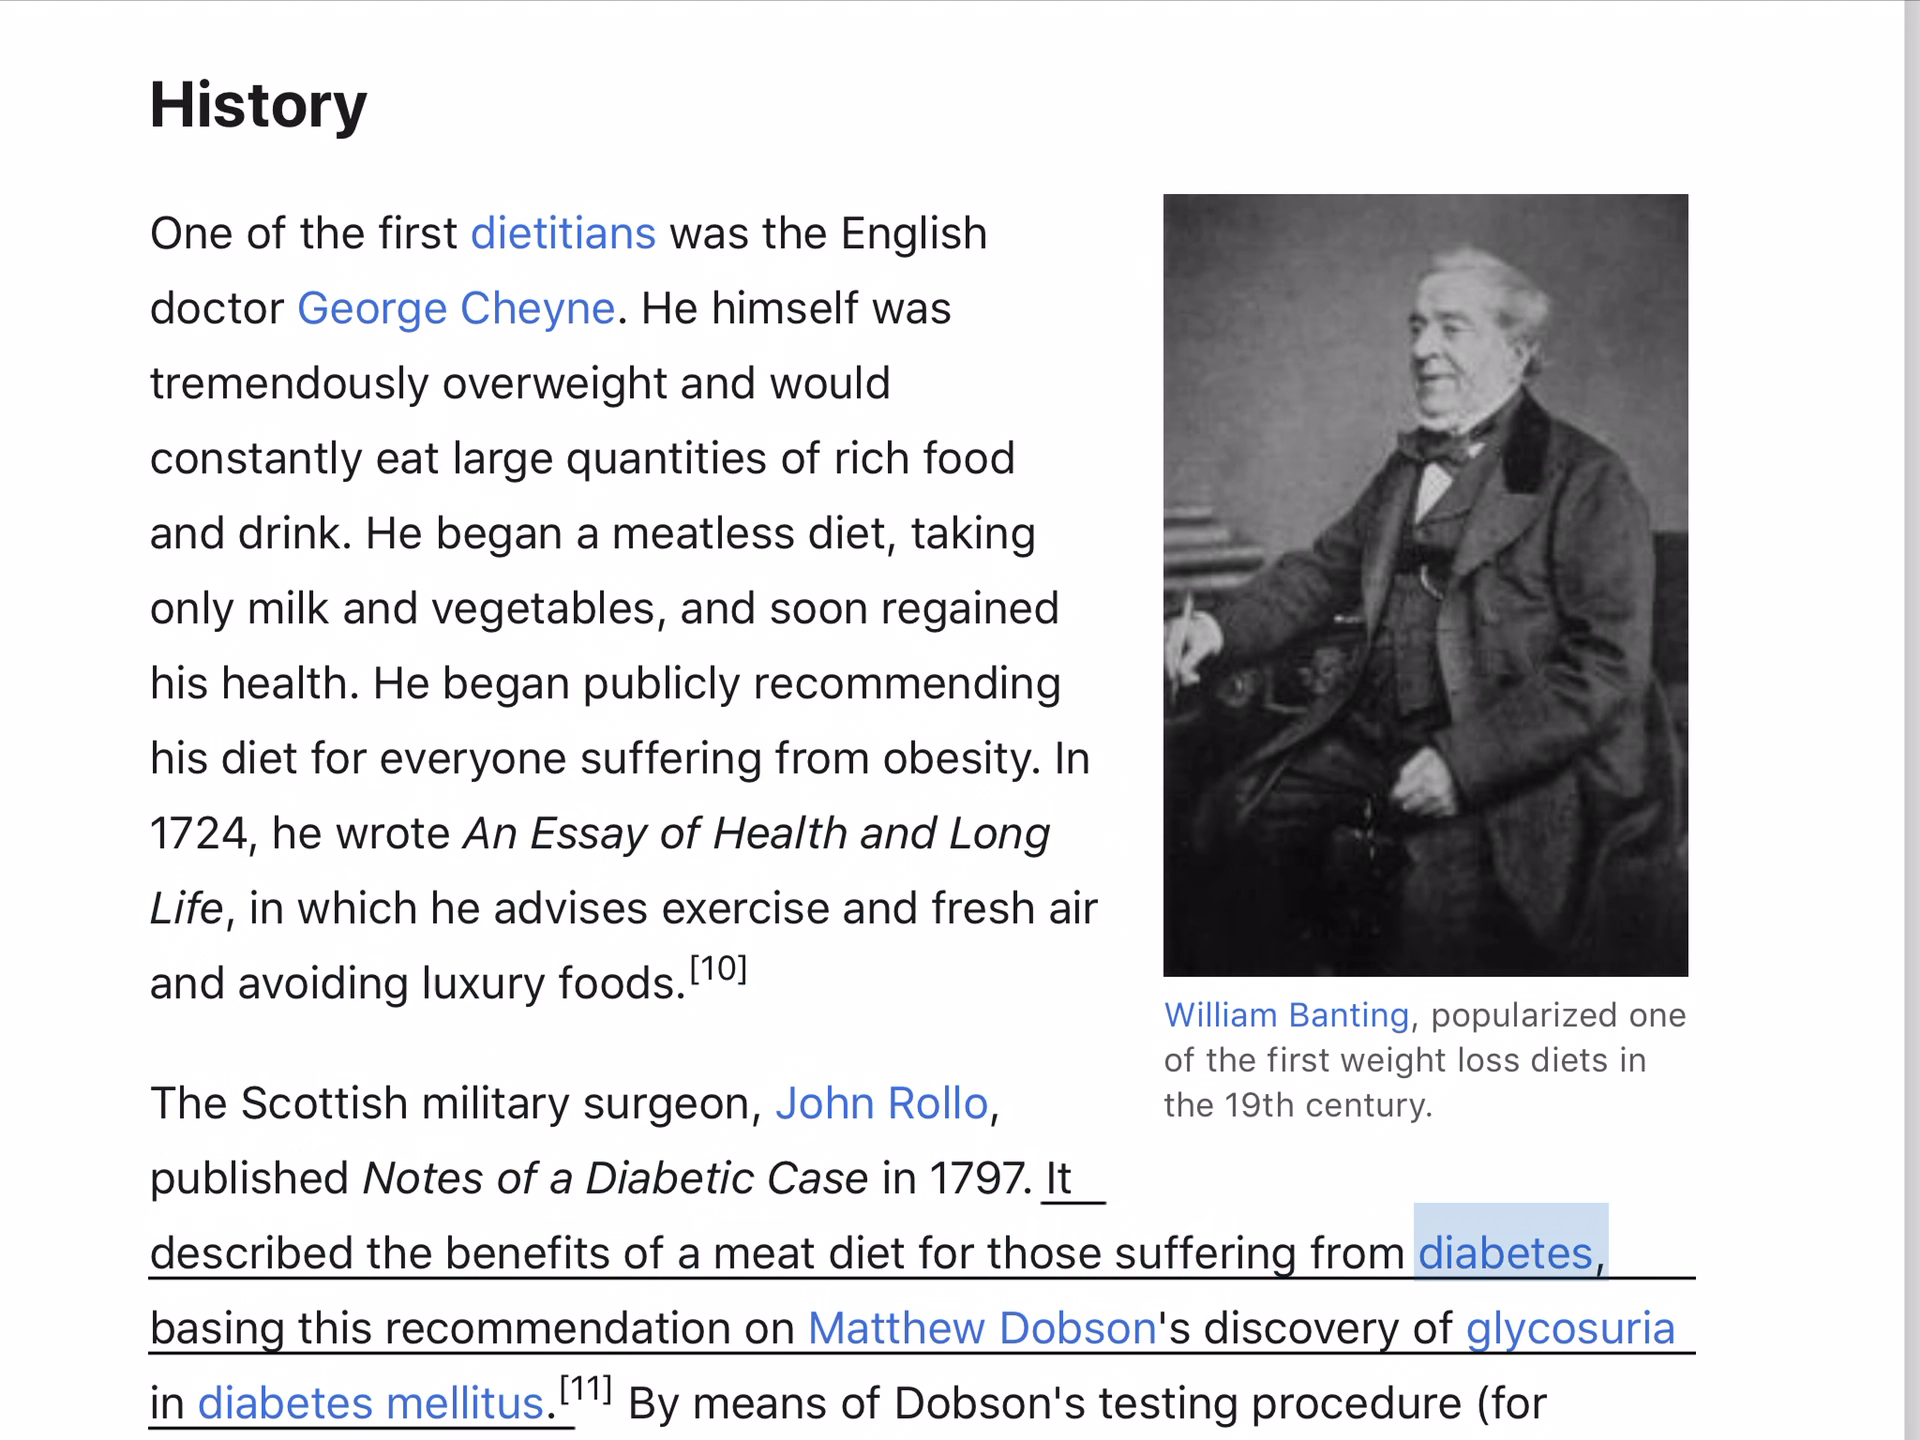 History
One of the first dietitians was the English
doctor George Cheyne. He himself was
tremendously overweight and would
constantly eat large quantities of rich food
and drink. He began a meatless diet, taking
only milk and vegetables, and soon regained
his health. He began publicly recommending
his diet for everyone suffering from obesity. In
1724, he wrote An Essay of Health and Long
Life, in which he advises exercise and fresh air
and avoiding luxury foods.[10]
William Banting, popularized one
of the first weight loss diets in
the 19th century.
The Scottish military surgeon, John Rollo,
published Notes of a Diabetic Case in 1797. It
described the benefits of a meat diet for those suffering from diabetes,
basing this recommendation on Matthew Dobson's discovery of glycosuria
in diabetes mellitus.[11] By means of Dobson's testing procedure (for